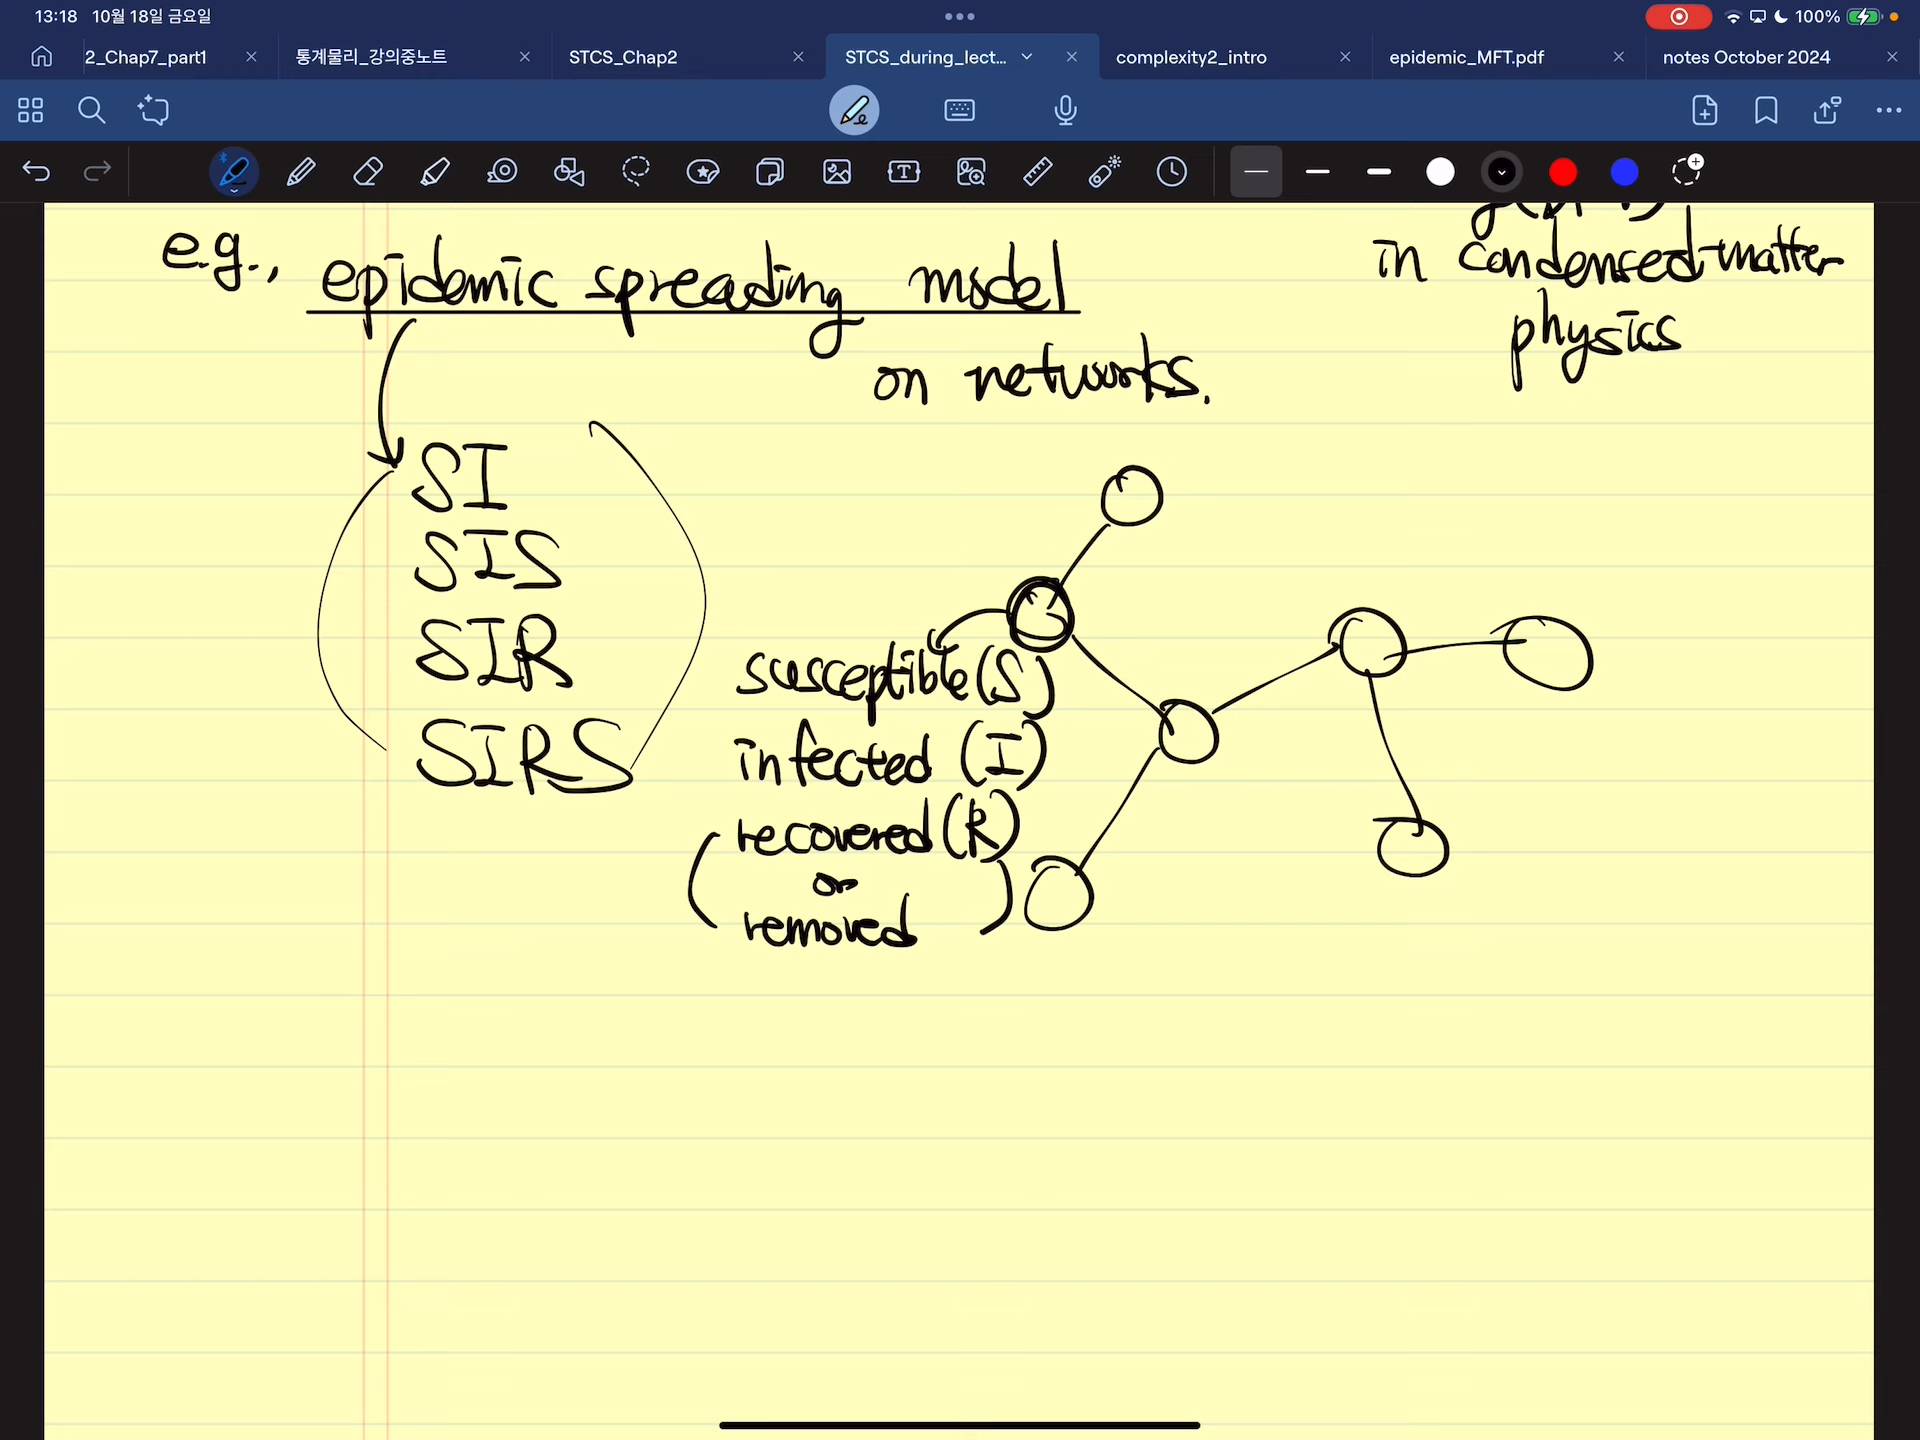 13:18 10월 18일 금요일
100%
2_Chap7_part1
통계물리_강의중노트
STCS_Chap2
STCS_during_lect...
complexity2_intro
epidemic_MFT.pdf
notes October 2024
e.g., epidemic spreading model
on networks.
in condensed-matter
physics
SI
SIS
SIR
SIRS
susceptible (S)
infected (I)
recovered (R)
( or )
removed